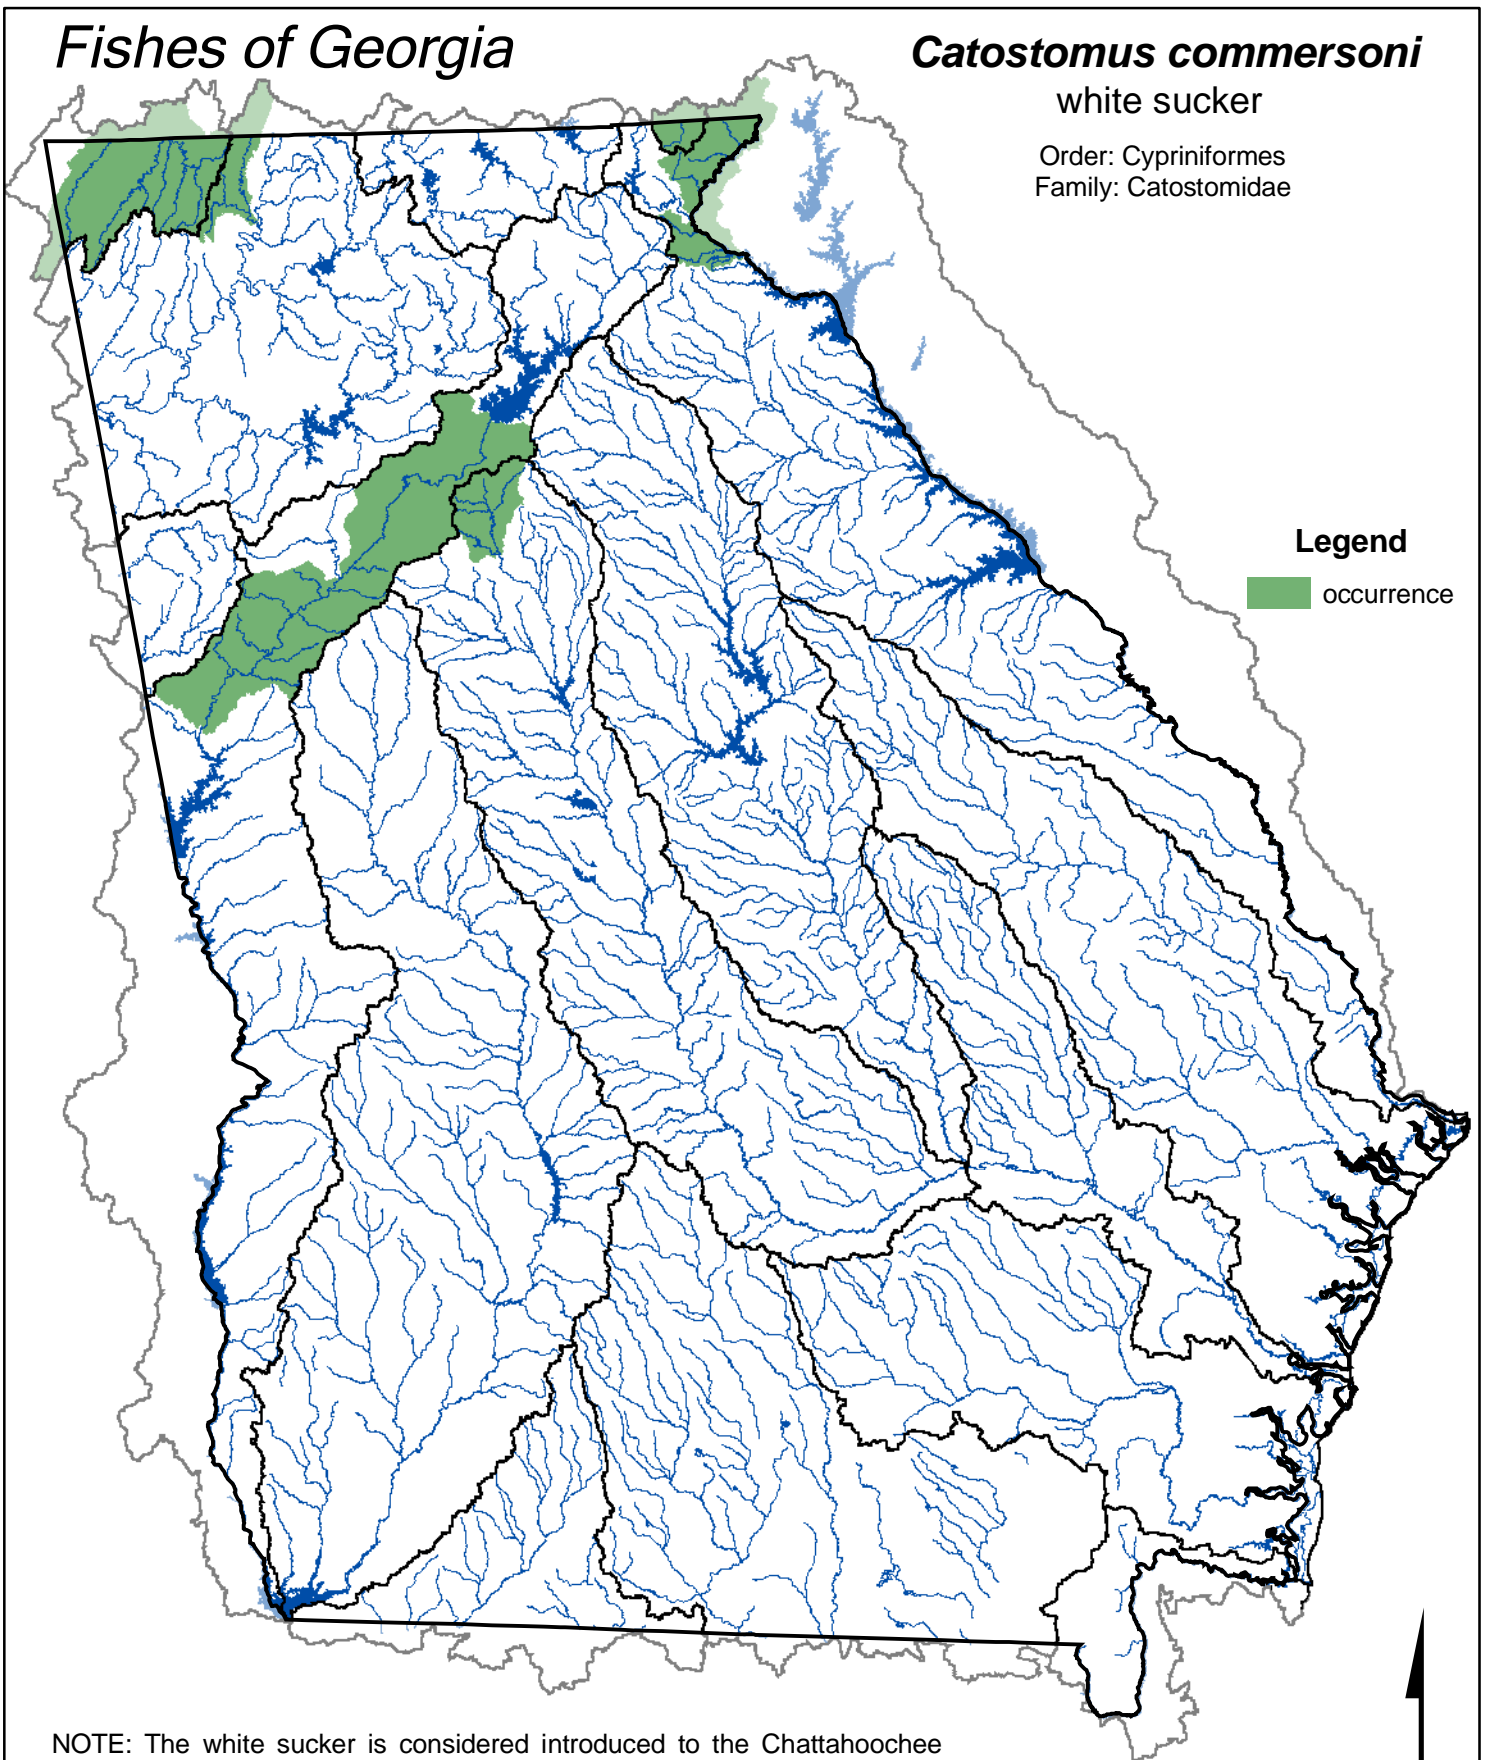 Fishes of Georgia
Catostomus commersoni
white sucker
Order: Cypriniformes
Family: Catostomidae
Legend
occurrence
NOTE: The white sucker is considered introduced to the Chattahoochee